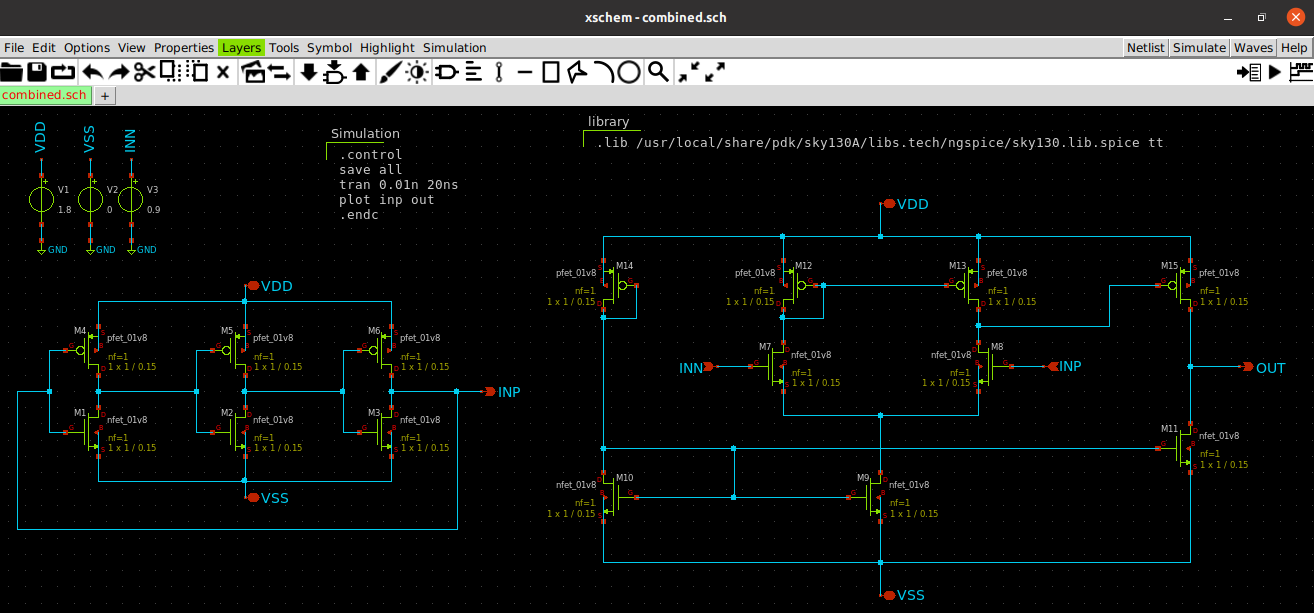 xschem - combined.sch
File Edit Options View Properties Layers Tools Symbol Highlight Simulation Netlist Simulate Waves Help
combined.sch +
VDD VSS INN
V1 V2 V3
1.8 0 0.9
GND GND GND
Simulation
.control
save all
tran 0.01n 20ns
plot inp out
.endc
library
.lib /usr/local/share/pdk/sky130A/libs.tech/ngspice/sky130.lib.spice tt
VDD
M4 pfet_01v8
nf=1
1 x 1 / 0.15
M5 pfet_01v8
nf=1
1 x 1 / 0.15
M6 pfet_01v8
nf=1
1 x 1 / 0.15
INP
M1 nfet_01v8
nf=1
1 x 1 / 0.15
M2 nfet_01v8
nf=1
1 x 1 / 0.15
M3 nfet_01v8
nf=1
1 x 1 / 0.15
VSS
VDD
M14
pfet_01v8
nf=1
1 x 1 / 0.15
M12
pfet_01v8
nf=1
1 x 1 / 0.15
M13
pfet_01v8
nf=1
1 x 1 / 0.15
M15
pfet_01v8
nf=1
1 x 1 / 0.15
INN
M7
nfet_01v8
nf=1
1 x 1 / 0.15
M8
nfet_01v8
nf=1
1 x 1 / 0.15
INP
OUT
M11
nfet_01v8
nf=1
1 x 1 / 0.15
M10
nfet_01v8
nf=1
1 x 1 / 0.15
M9
nfet_01v8
nf=1
1 x 1 / 0.15
VSS